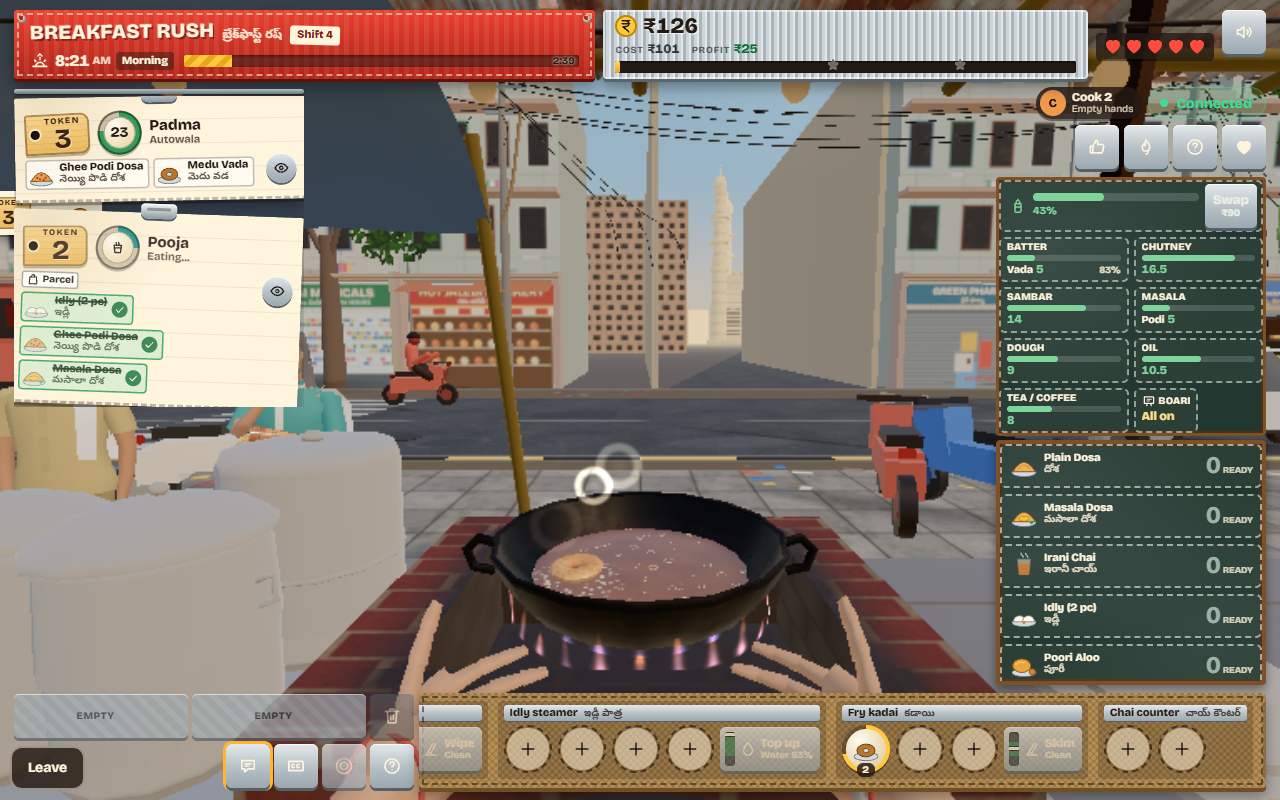 BREAKFAST RUSH బ్రేక్‌ఫాస్ట్ రష్ Shift 4
8:21 AM Morning 2:39
₹ ₹126
COST ₹101 PROFIT ₹25
C Cook 2
Empty hands
Connected
TOKEN
3
23
Padma
Autowala
Ghee Podi Dosa
నెయ్యి పొడి దోశ
Medu Vada
మెదు వడ
TOKEN
2
Pooja
Eating...
Parcel
Idly (2 pc)
ఇడ్లీ
Ghee Podi Dosa
నెయ్యి పొడి దోశ
Masala Dosa
మసాలా దోశ
43%
Swap
₹90
BATTER
Vada 5 83%
CHUTNEY
16.5
SAMBAR
14
MASALA
Podi 5
DOUGH
9
OIL
10.5
TEA / COFFEE
8
BOARD
All on
Plain Dosa
దోశ
0 READY
Masala Dosa
మసాలా దోశ
0 READY
Irani Chai
ఇరానీ చాయ్
0 READY
Idly (2 pc)
ఇడ్లీ
0 READY
Poori Aloo
పూరీ
0 READY
EMPTY
EMPTY
Leave
CC
Wipe
Clean
Idly steamer ఇడ్లీ పాత్ర
Top up
Water 93%
Fry kadai కడాయి
2
Skim
Clean
Chai counter చాయ్ కౌంటర్